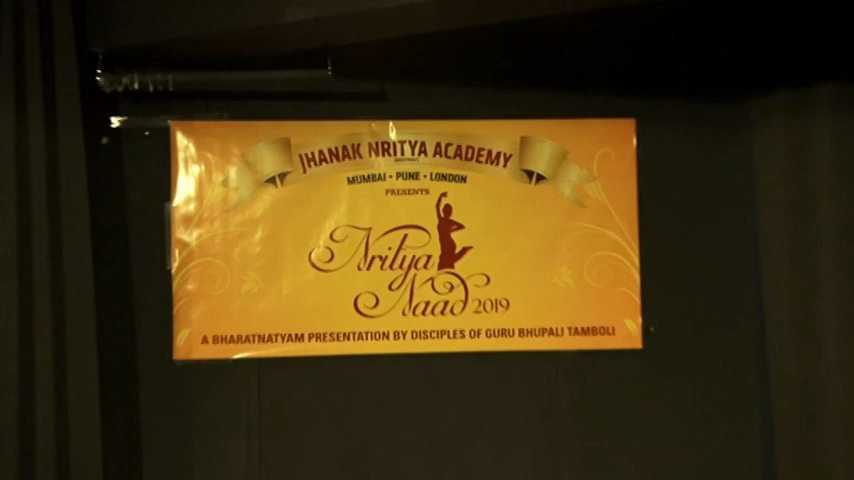 JHANAK NRITYA ACADEMY
MUMBAI • PUNE • LONDON
PRESENTS
Nritya
Naad 2019
A BHARATNATYAM PRESENTATION BY DISCIPLES OF GURU BHUPALI TAMBOLI